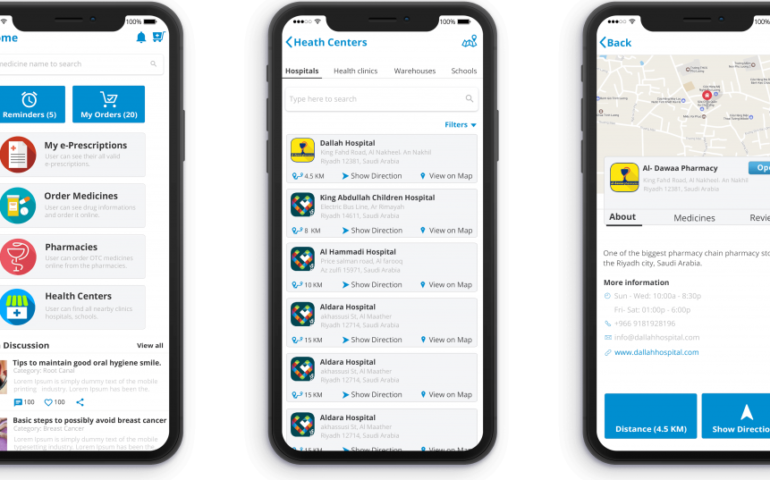 100%
ome
medicine name to search
Reminders (5)
My Orders (20)
My e-Prescriptions
User can see their all valid
e-prescriptions.
Order Medicines
User can see drug informations
and order it online.
Pharmacies
User can order OTC medicines
online from the pharmacies.
Health Centers
User can find all nearby clinics
hospitals, schools.
Discussion
View all
Tips to maintain good oral hygiene smile.
Category: Root Canar
Lorem Ipsum is simply dummy text of the mobile
printing industry. Lorem Ipsum has been the.
100
100
Basic steps to possibly avoid breast cancer
Category: Breast Cancer
Lorem Ipsum is simply dummy text of the mobile
typesetting industry. Lorem Ipsum has been the.
100%
Heath Centers
Hospitals
Health clinics
Warehouses
Schools
Type here to search
Filters
Dallah Hospital
King Fahd Road, Al Nakheel, An Nakhil
Riyadh 12381, Saudi Arabia
4.5 KM
Show Direction
View on Map
King Abdullah Children Hospital
Electric Bus Line, Ar Rimayah
Riyadh 14611, Saudi Arabia
8 KM
Show Direction
View on Map
Al Hammadi Hospital
Price salman road, Al farooq
Az zulfi 15971, Saudi Arabia
10 KM
Show Direction
View on Map
Aldara Hospital
akhassusi St, Al Maather
Riyadh 12714, Saudi Arabia
15 KM
Show Direction
View on Map
Aldara Hospital
akhassusi St, Al Maather
Riyadh 12714, Saudi Arabia
15 KM
Show Direction
View on Map
Aldara Hospital
akhassusi St, Al Maather
Riyadh 12714, Saudi Arabia
15 KM
Show Direction
View on Map
100%
Back
Al- Dawaa Pharmacy
Ope
King Fahd Road, Al Nakheel, An Nakhil
Riyadh 12381, Saudi Arabia
About
Medicines
Revie
One of the biggest pharmacy chain pharmacy sto
the Riyadh city, Saudi Arabia.
More information
Sun - Wed: 10:00a - 8:30p
Fri- Sat: 01:00p - 6:00p
+966 9181928196
info@dallahhospital.com
www.dallahhospital.com
Distance (4.5 KM)
Show Directio